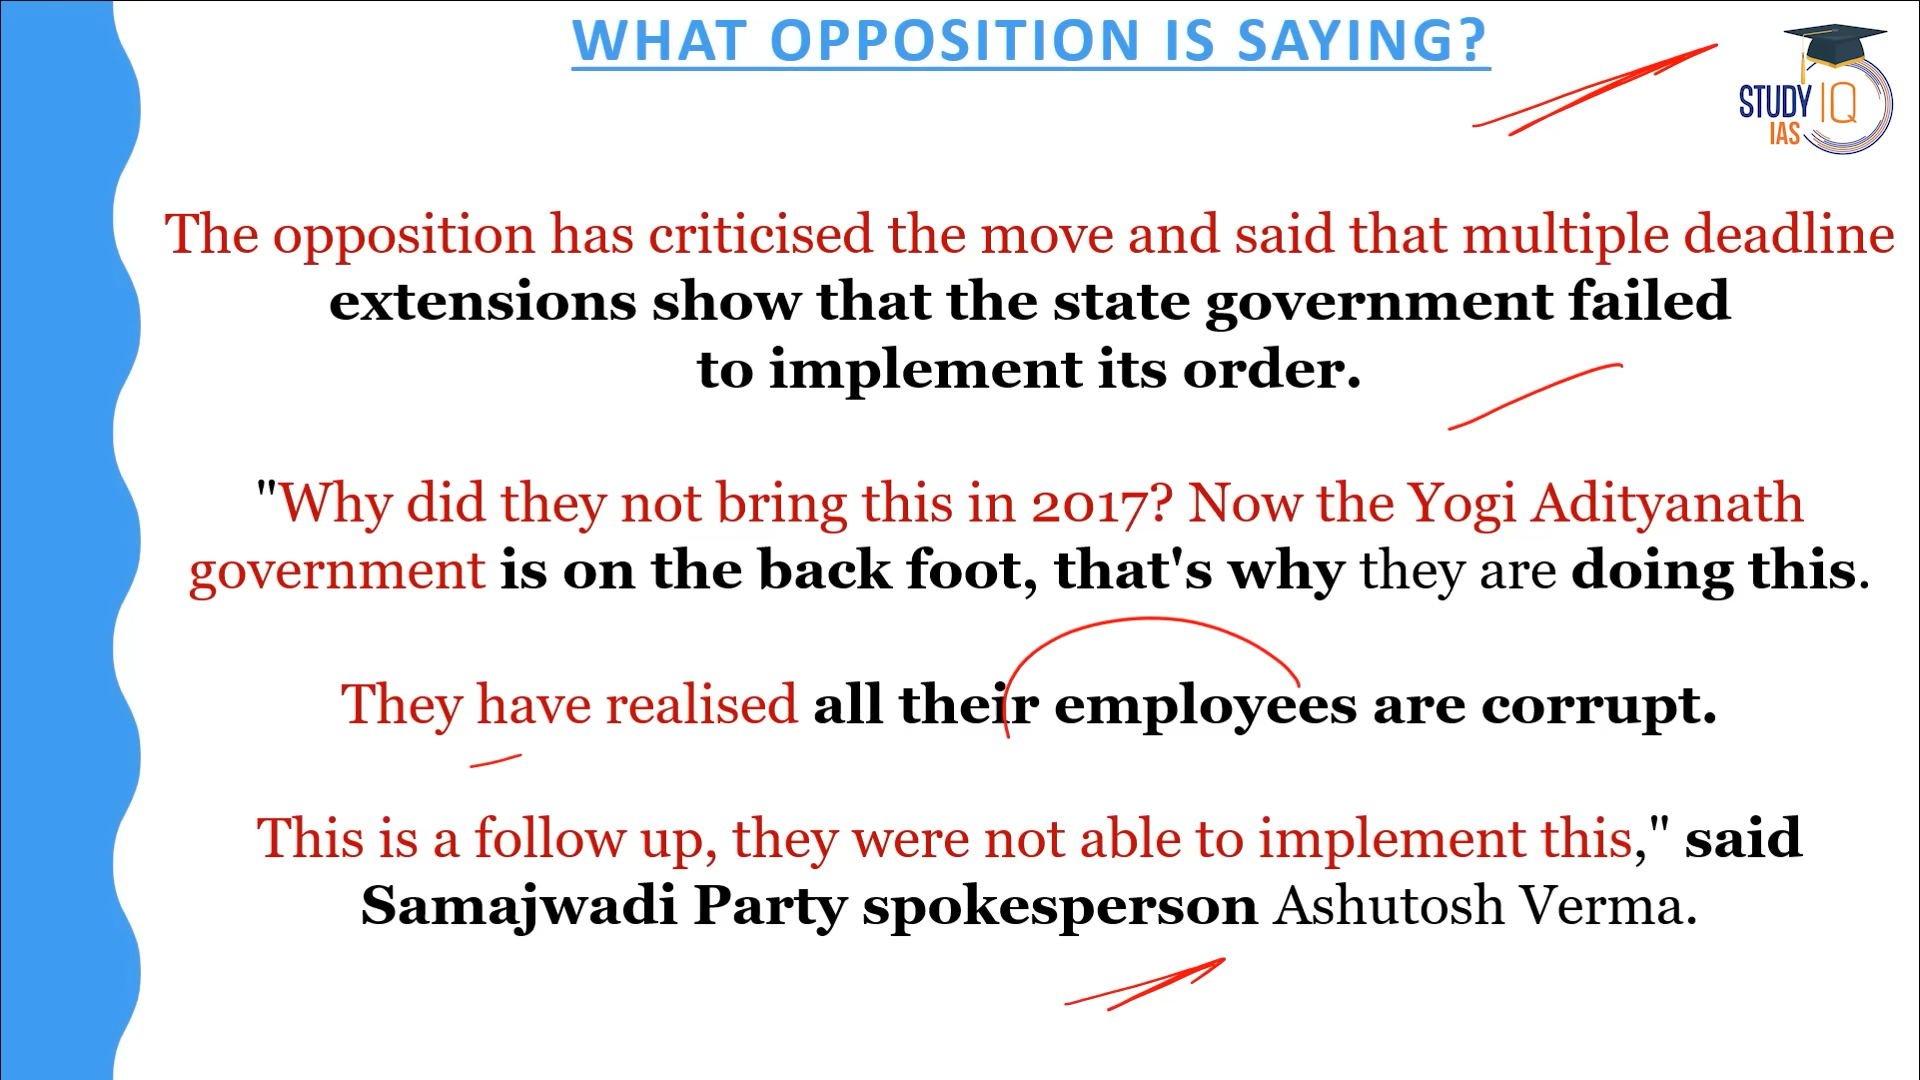 WHAT OPPOSITION IS SAYING?
STUDY IQ
IAS
The opposition has criticised the move and said that multiple deadline
extensions show that the state government failed
to implement its order.
"Why did they not bring this in 2017? Now the Yogi Adityanath
government is on the back foot, that's why they are doing this.
They have realised all their employees are corrupt.
This is a follow up, they were not able to implement this," said
Samajwadi Party spokesperson Ashutosh Verma.